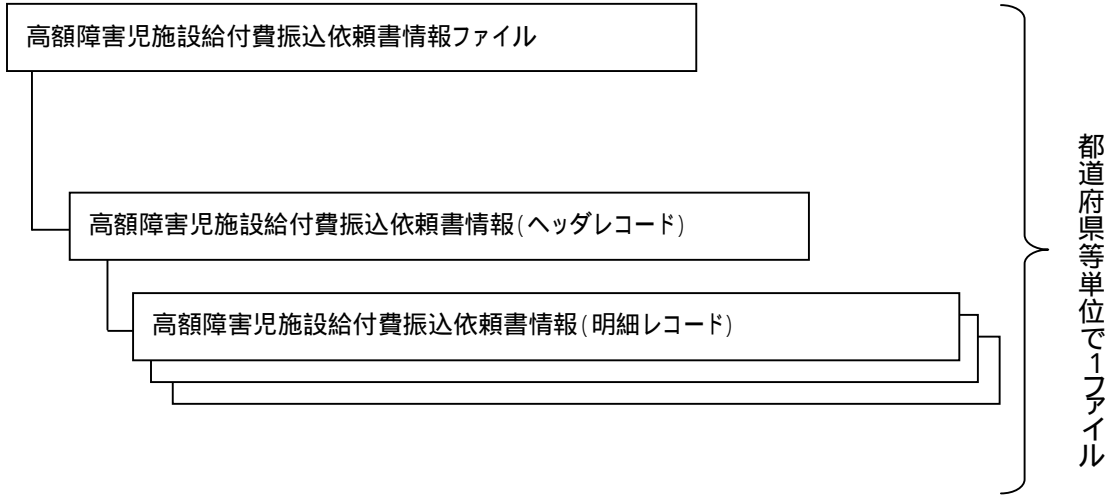 高額障害児施設給付費振込依頼書情報ファイル
高額障害児施設給付費振込依頼書情報(ヘッダレコード)
高額障害児施設給付費振込依頼書情報(明細レコード)
都道府県等単位で1ファイル